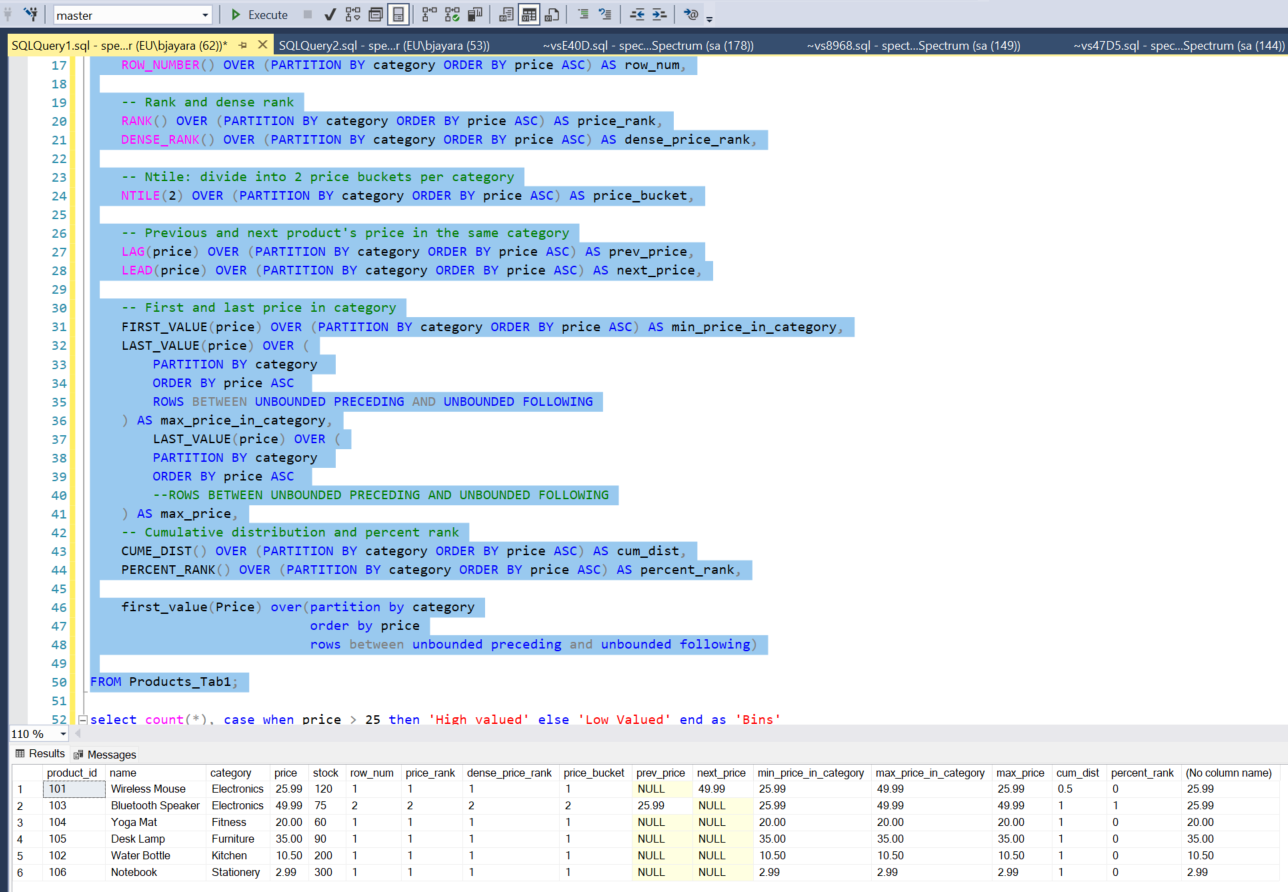 master Execute
SQLQuery1.sql - spe...r (EU\bjayara (62))* SQLQuery2.sql - spe...r (EU\bjayara (53)) ~vsE40D.sql - spec...Spectrum (sa (178)) ~vs8968.sql - spect...Spectrum (sa (149)) ~vs47D5.sql - spec...Spectrum (sa (144))
17 ROW_NUMBER() OVER (PARTITION BY category ORDER BY price ASC) AS row_num,
18
19 -- Rank and dense rank
20 RANK() OVER (PARTITION BY category ORDER BY price ASC) AS price_rank,
21 DENSE_RANK() OVER (PARTITION BY category ORDER BY price ASC) AS dense_price_rank,
22
23 -- Ntile: divide into 2 price buckets per category
24 NTILE(2) OVER (PARTITION BY category ORDER BY price ASC) AS price_bucket,
25
26 -- Previous and next product's price in the same category
27 LAG(price) OVER (PARTITION BY category ORDER BY price ASC) AS prev_price,
28 LEAD(price) OVER (PARTITION BY category ORDER BY price ASC) AS next_price,
29
30 -- First and last price in category
31 FIRST_VALUE(price) OVER (PARTITION BY category ORDER BY price ASC) AS min_price_in_category,
32 LAST_VALUE(price) OVER (
33 PARTITION BY category
34 ORDER BY price ASC
35 ROWS BETWEEN UNBOUNDED PRECEDING AND UNBOUNDED FOLLOWING
36 ) AS max_price_in_category,
37 LAST_VALUE(price) OVER (
38 PARTITION BY category
39 ORDER BY price ASC
40 --ROWS BETWEEN UNBOUNDED PRECEDING AND UNBOUNDED FOLLOWING
41 ) AS max_price,
42 -- Cumulative distribution and percent rank
43 CUME_DIST() OVER (PARTITION BY category ORDER BY price ASC) AS cum_dist,
44 PERCENT_RANK() OVER (PARTITION BY category ORDER BY price ASC) AS percent_rank,
45
46 first_value(Price) over(partition by category
47 order by price
48 rows between unbounded preceding and unbounded following)
49
50 FROM Products_Tab1;
51
52 select count(*), case when price > 25 then 'High valued' else 'Low Valued' end as 'Bins'
110 %
Results Messages
product_id name category price stock row_num price_rank dense_price_rank price_bucket prev_price next_price min_price_in_category max_price_in_category max_price cum_dist percent_rank (No column name)
1 101 Wireless Mouse Electronics 25.99 120 1 1 1 1 NULL 49.99 25.99 49.99 25.99 0.5 0 25.99
2 103 Bluetooth Speaker Electronics 49.99 75 2 2 2 2 25.99 NULL 25.99 49.99 49.99 1 1 25.99
3 104 Yoga Mat Fitness 20.00 60 1 1 1 1 NULL NULL 20.00 20.00 20.00 1 0 20.00
4 105 Desk Lamp Furniture 35.00 90 1 1 1 1 NULL NULL 35.00 35.00 35.00 1 0 35.00
5 102 Water Bottle Kitchen 10.50 200 1 1 1 1 NULL NULL 10.50 10.50 10.50 1 0 10.50
6 106 Notebook Stationery 2.99 300 1 1 1 1 NULL NULL 2.99 2.99 2.99 1 0 2.99